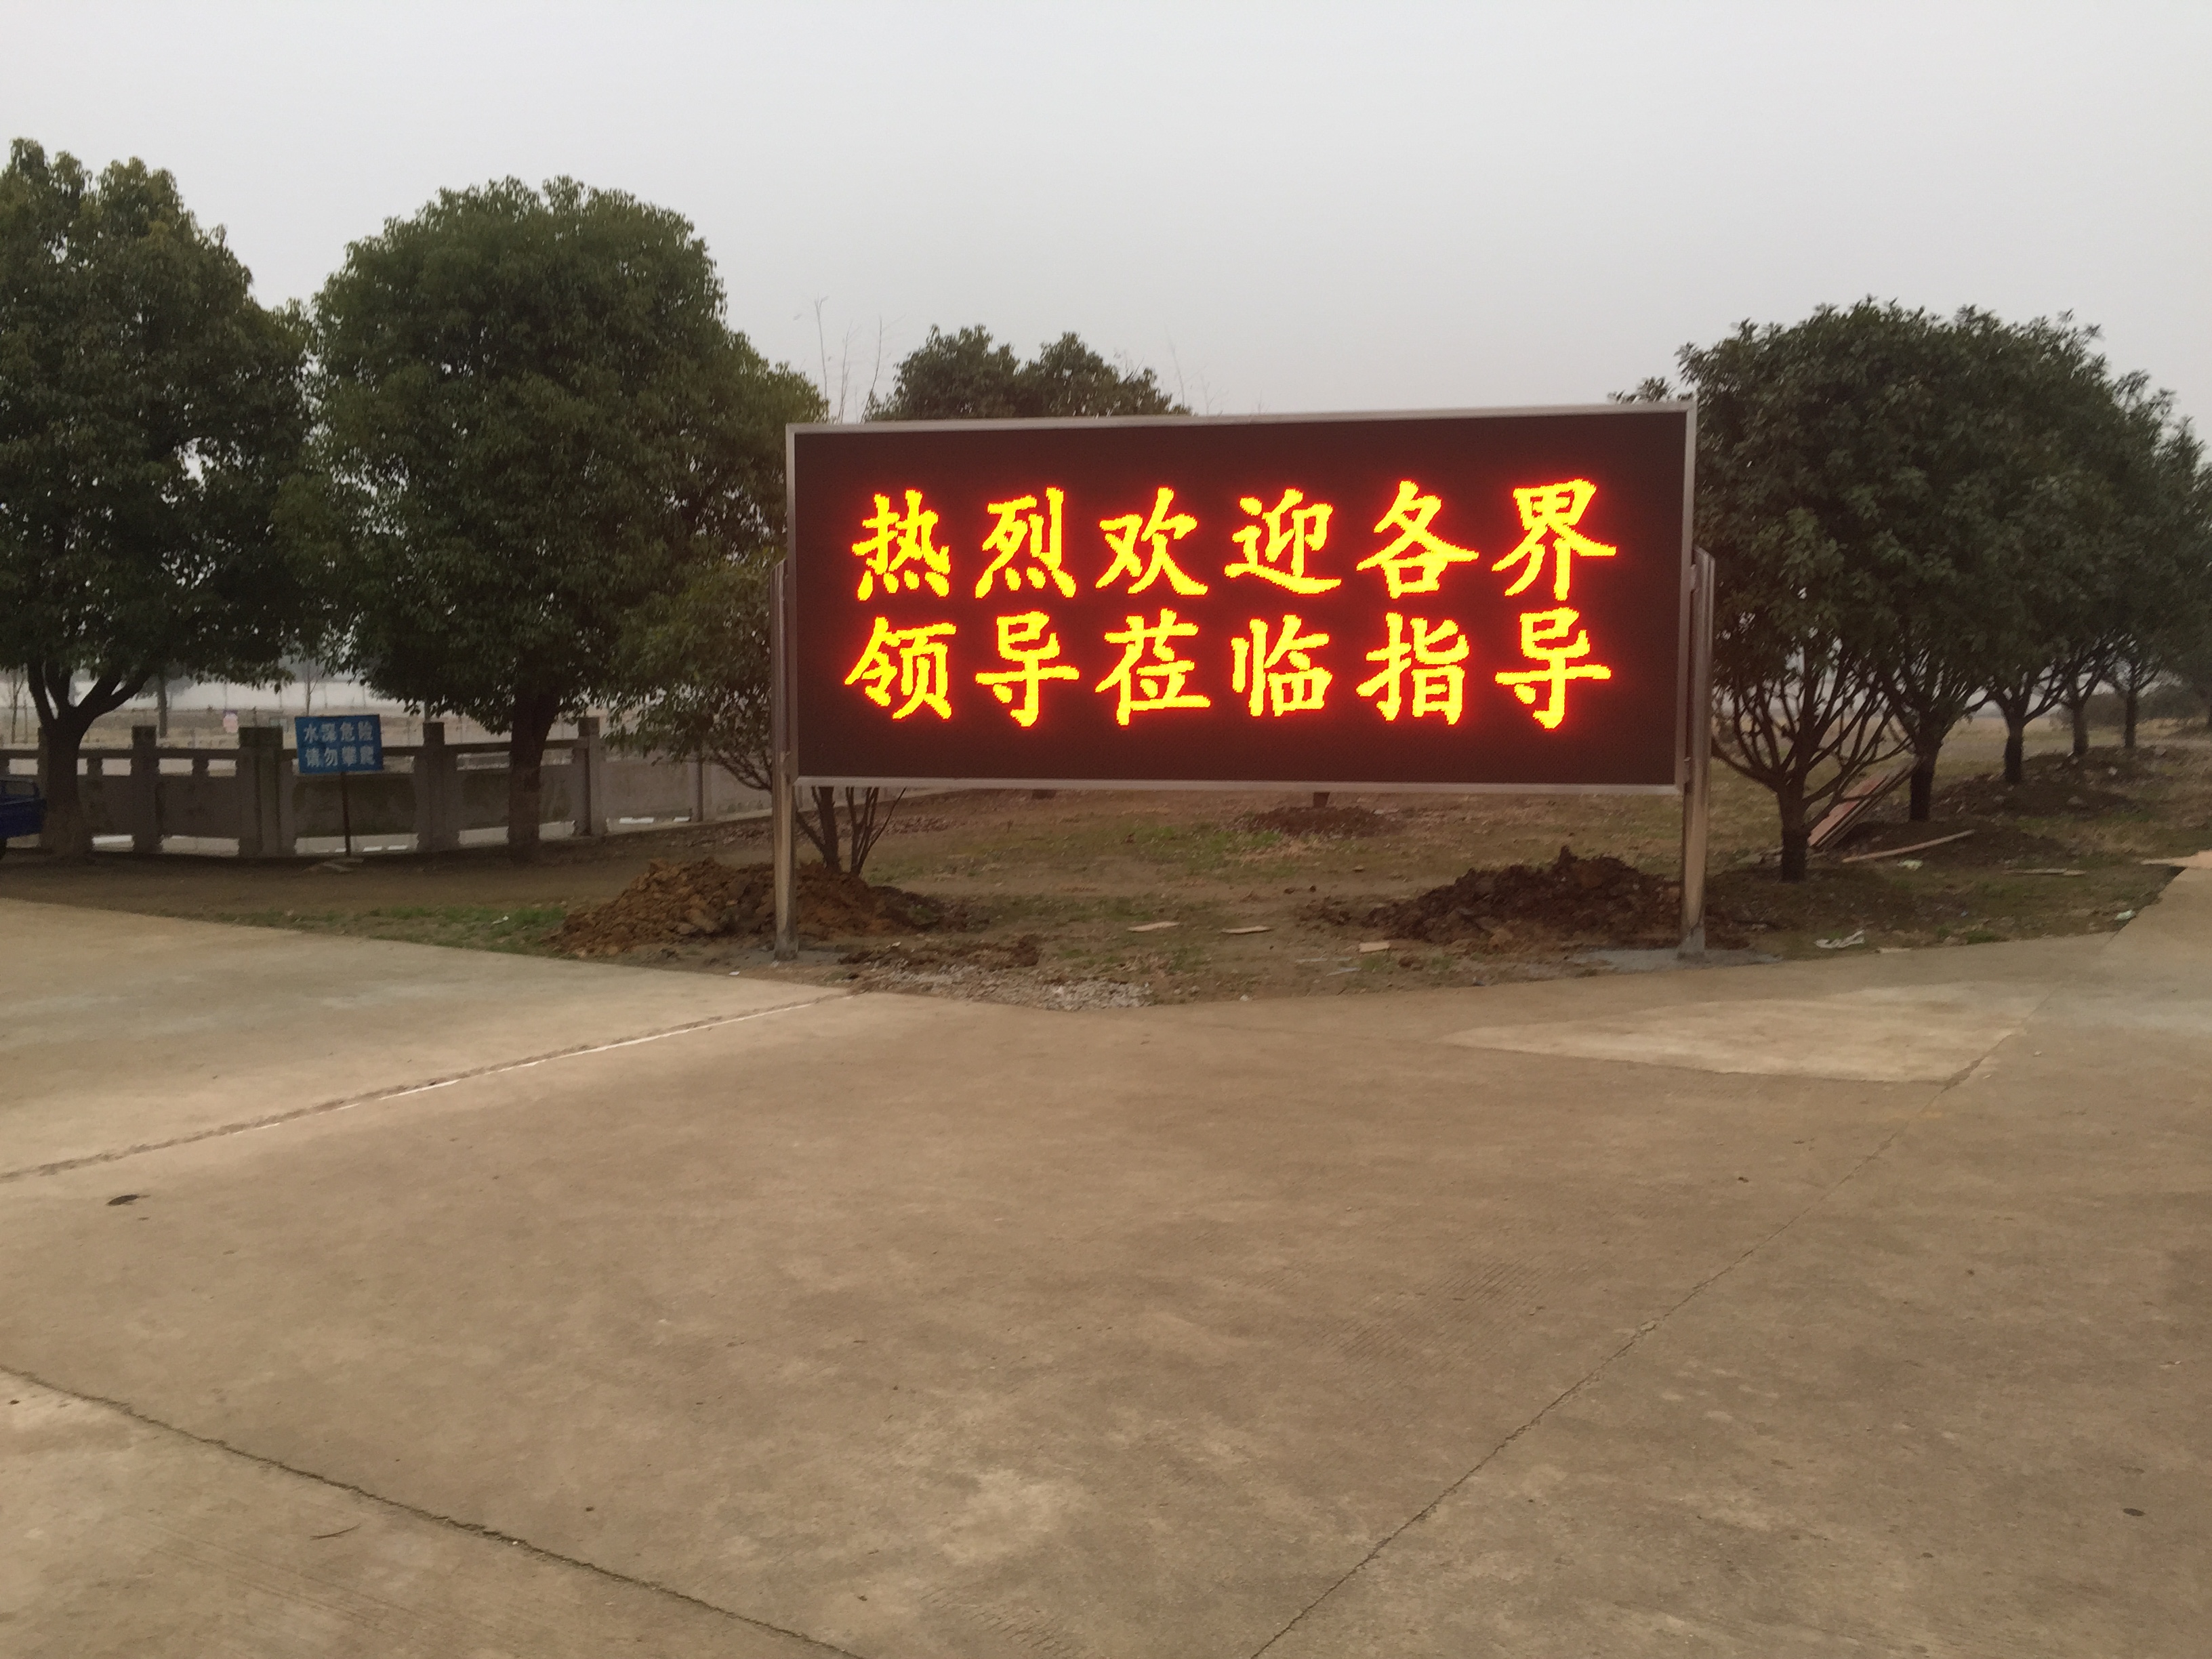 热烈欢迎各界
领导莅临指导
水深危险
请勿攀爬